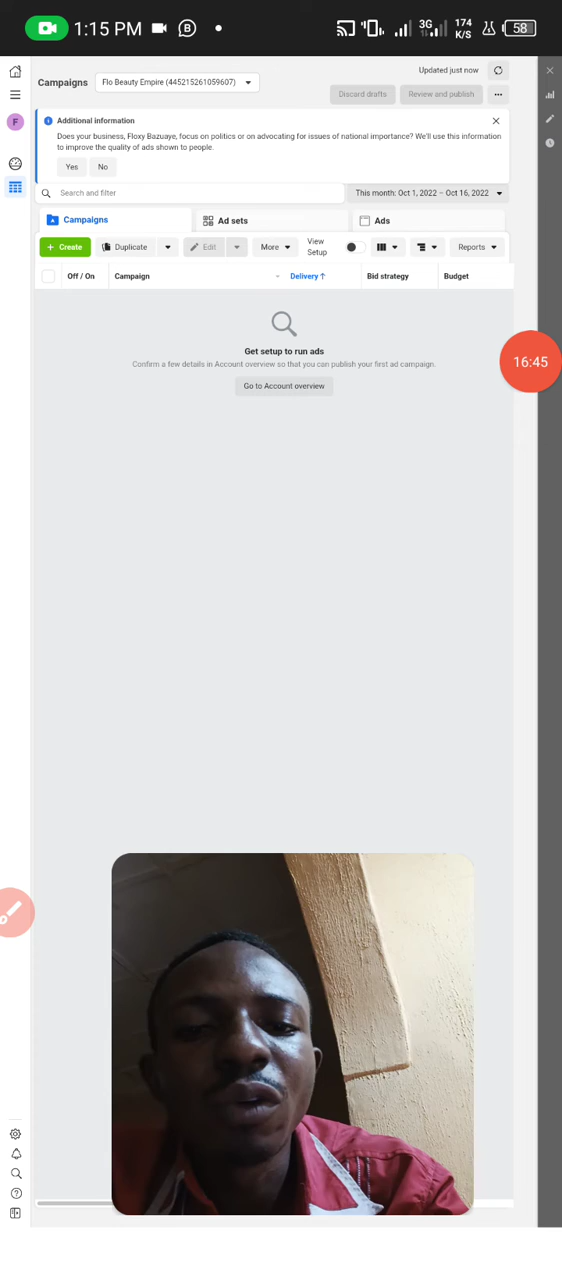 1:15 PM
B
3G
174
K/S
58
Updated just now
Campaigns
Flo Beauty Empire (445215261059607)
Discard drafts
Review and publish
F
Additional information
Does your business, Floxy Bazuaye, focus on politics or on advocating for issues of national importance? We'll use this information
to improve the quality of ads shown to people.
Yes
No
Search and filter
This month: Oct 1, 2022 – Oct 16, 2022
Campaigns
Ad sets
Ads
+ Create
Duplicate
Edit
More
View
Setup
Reports
Off / On
Campaign
Delivery ↑
Bid strategy
Budget
Get setup to run ads
Confirm a few details in Account overview so that you can publish your first ad campaign.
Go to Account overview
16:45